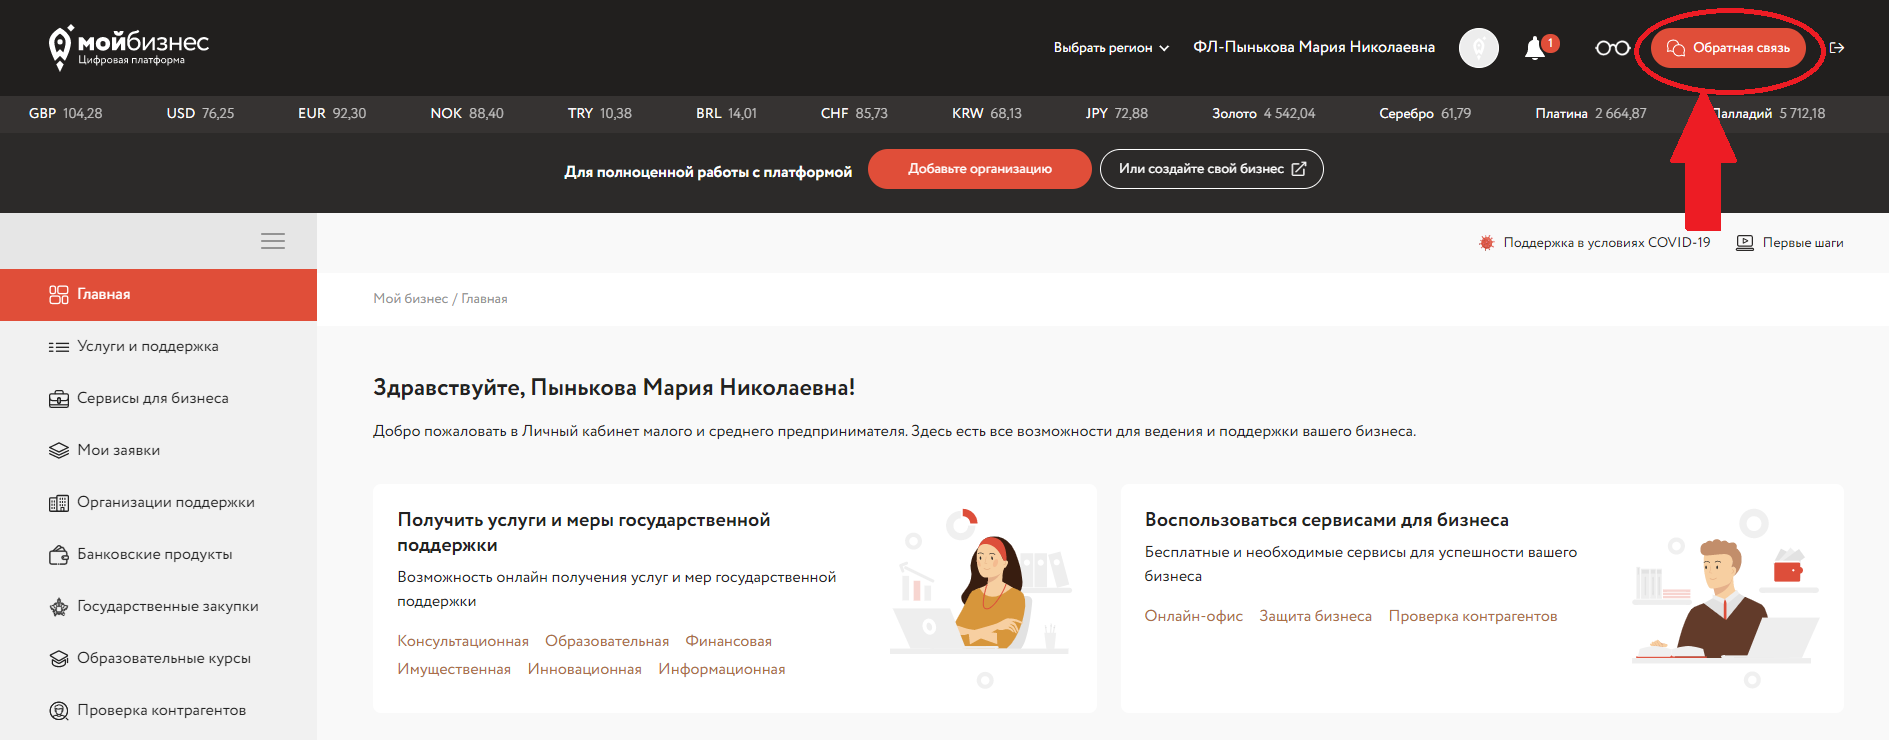 мойбизнес
Цифровая платформа
Выбрать регион
ФЛ-Пынькова Мария Николаевна
1
Обратная связь
GBP 104,28 USD 76,25 EUR 92,30 NOK 88,40 TRY 10,38 BRL 14,01 CHF 85,73 KRW 68,13 JPY 72,88 Золото 4 542,04 Серебро 61,79 Платина 2 664,87 Палладий 5 712,18
Для полноценной работы с платформой
Добавьте организацию
Или создайте свой бизнес
Поддержка в условиях COVID-19
Первые шаги
Главная
Услуги и поддержка
Сервисы для бизнеса
Мои заявки
Организации поддержки
Банковские продукты
Государственные закупки
Образовательные курсы
Проверка контрагентов
Мой бизнес / Главная
Здравствуйте, Пынькова Мария Николаевна!
Добро пожаловать в Личный кабинет малого и среднего предпринимателя. Здесь есть все возможности для ведения и поддержки вашего бизнеса.
Получить услуги и меры государственной
поддержки
Возможность онлайн получения услуг и мер государственной
поддержки
Консультационная Образовательная Финансовая
Имущественная Инновационная Информационная
Воспользоваться сервисами для бизнеса
Бесплатные и необходимые сервисы для успешности вашего
бизнеса
Онлайн-офис Защита бизнеса Проверка контрагентов